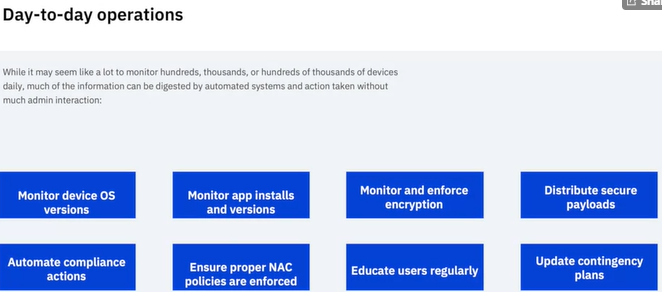 Day-to-day operations
While it may seem like a lot to monitor hundreds, thousands, or hundreds of thousands of devices
daily, much of the information can be digested by automated systems and action taken without
much admin interaction:
Monitor device OS
versions
Monitor app installs
and versions
Monitor and enforce
encryption
Distribute secure
payloads
Automate compliance
actions
Ensure proper NAC
policies are enforced
Educate users regularly
Update contingency
plans